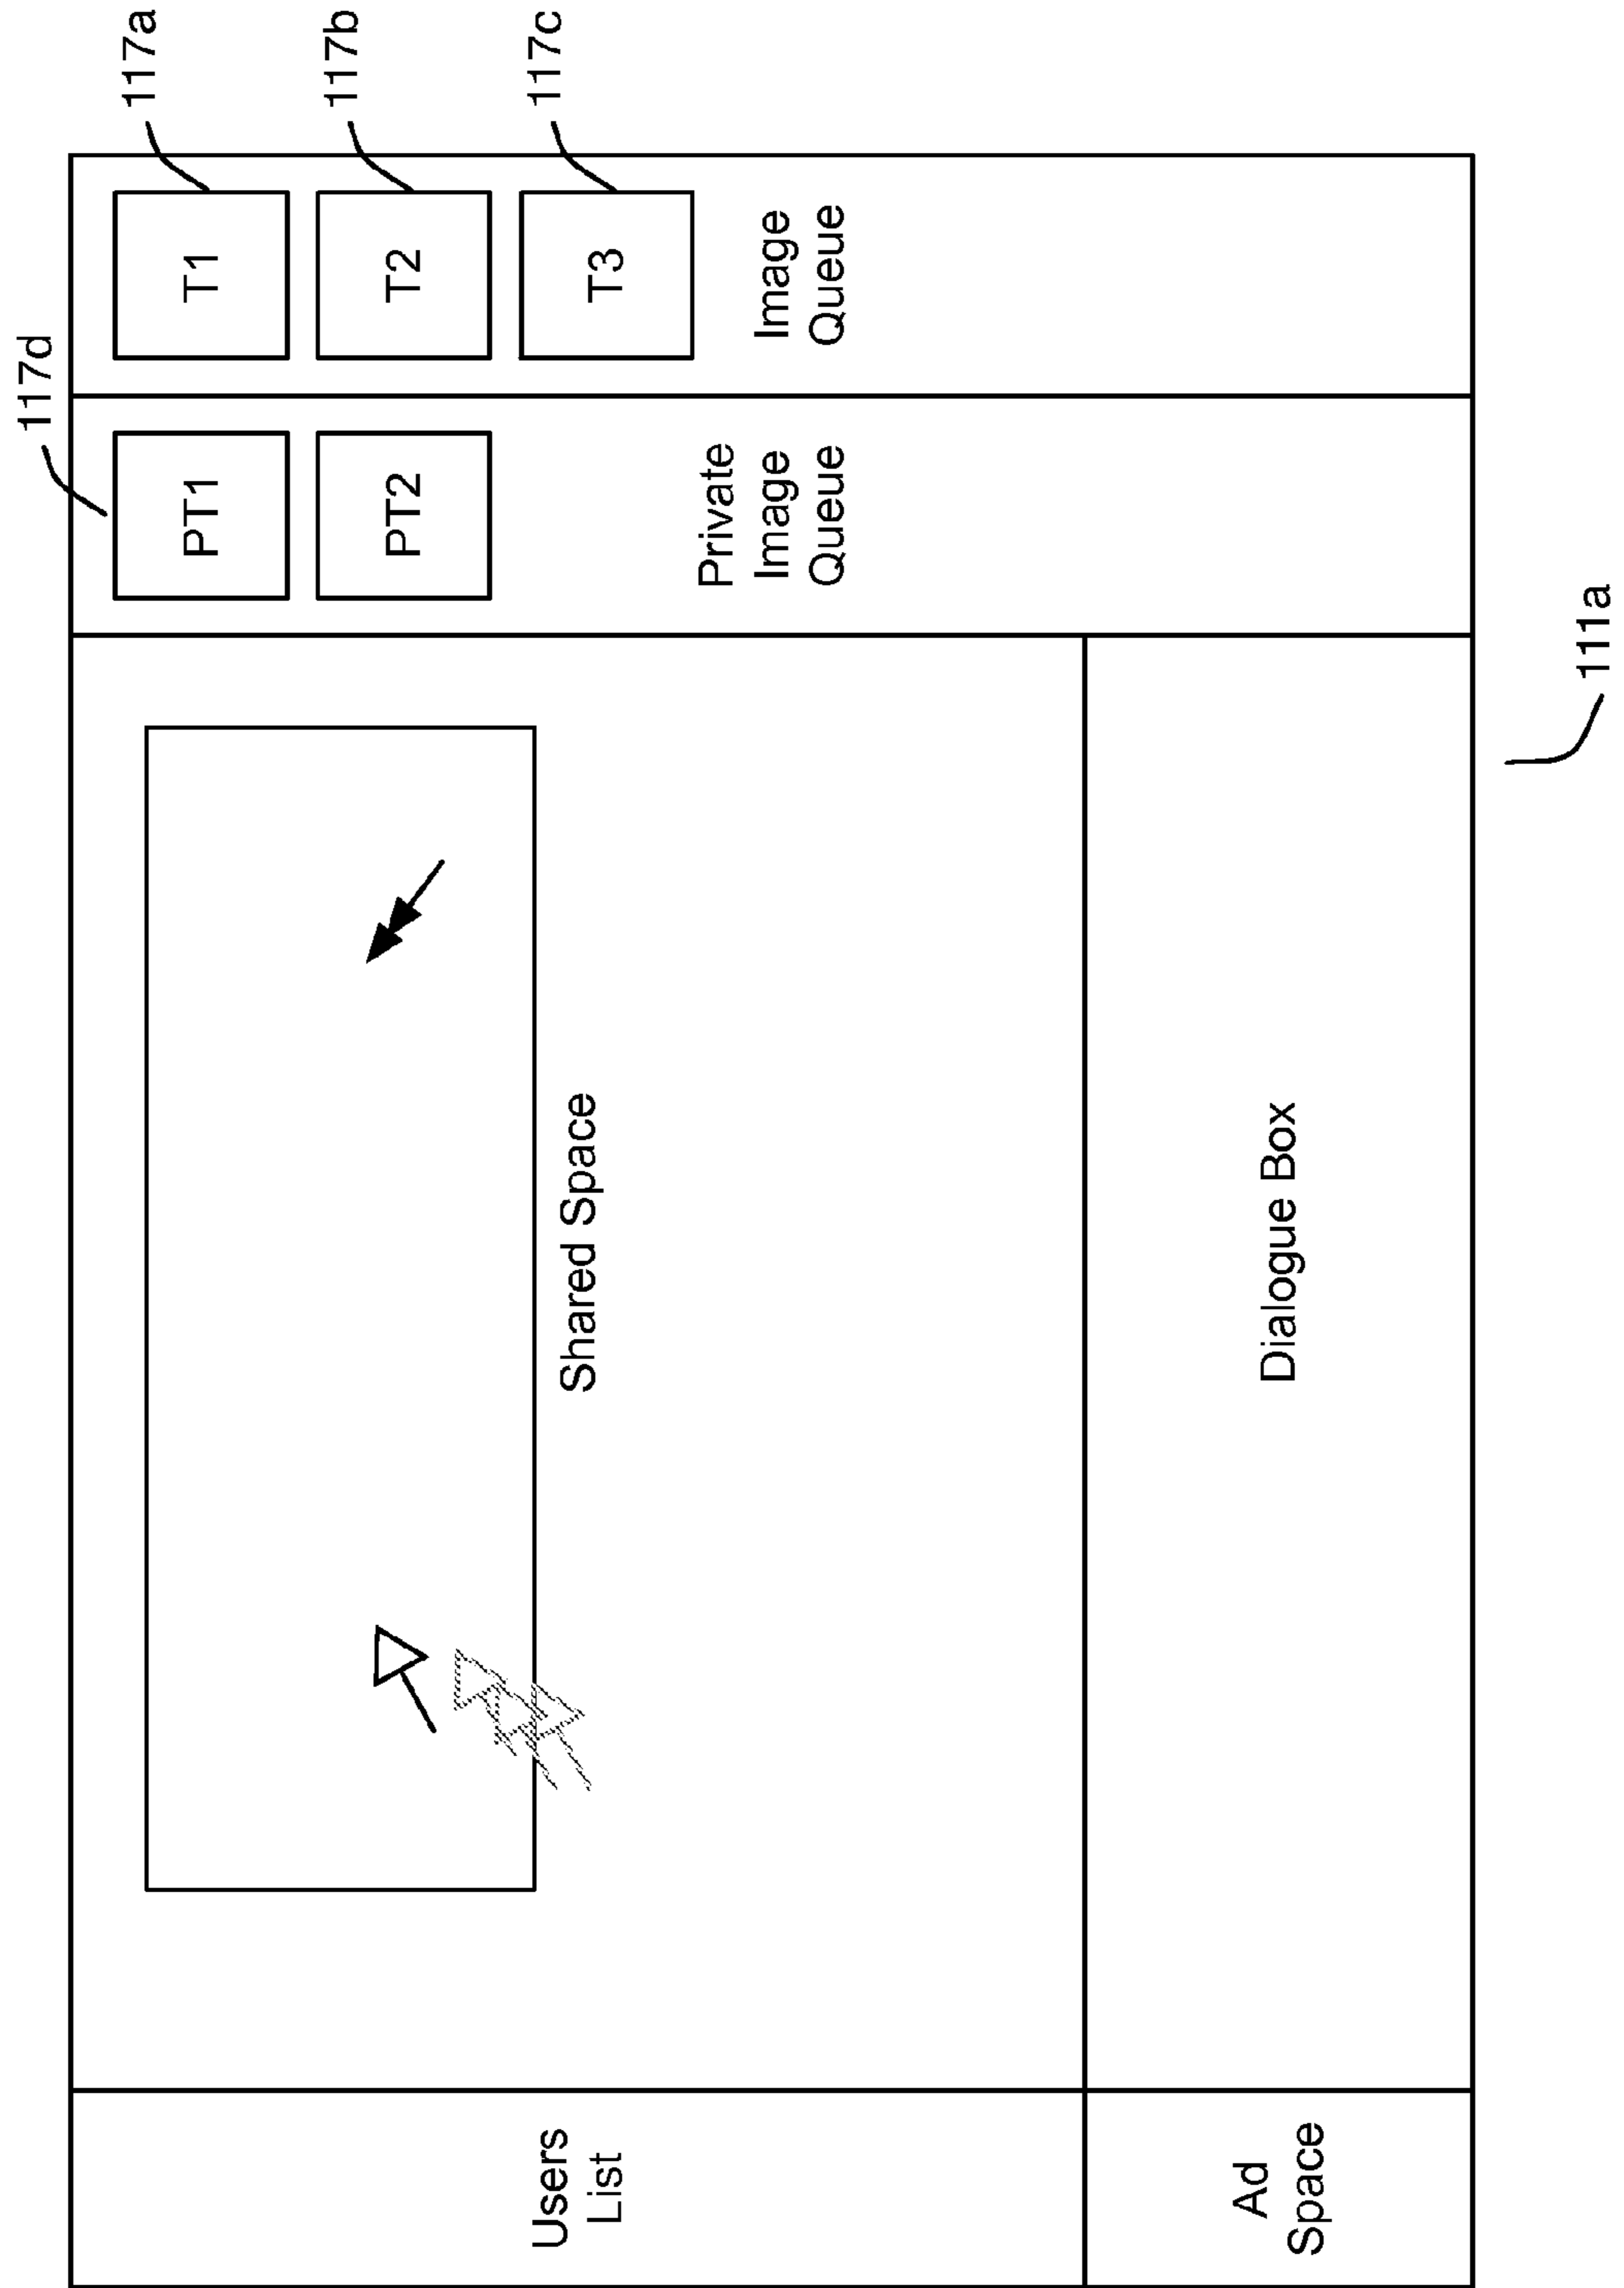 117d
117a
117b
117c
PT1
PT2
Private
Image
Queue
T1
T2
T3
Image
Queue
Users
List
Shared Space
Ad
Space
Dialogue Box
111a